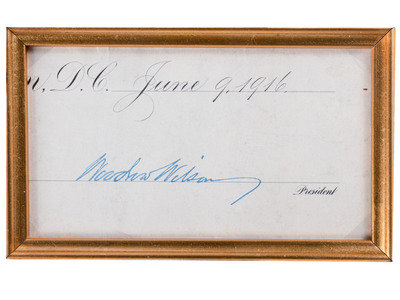 n, D.C. June 9, 1916.
Woodrow Wilson
President